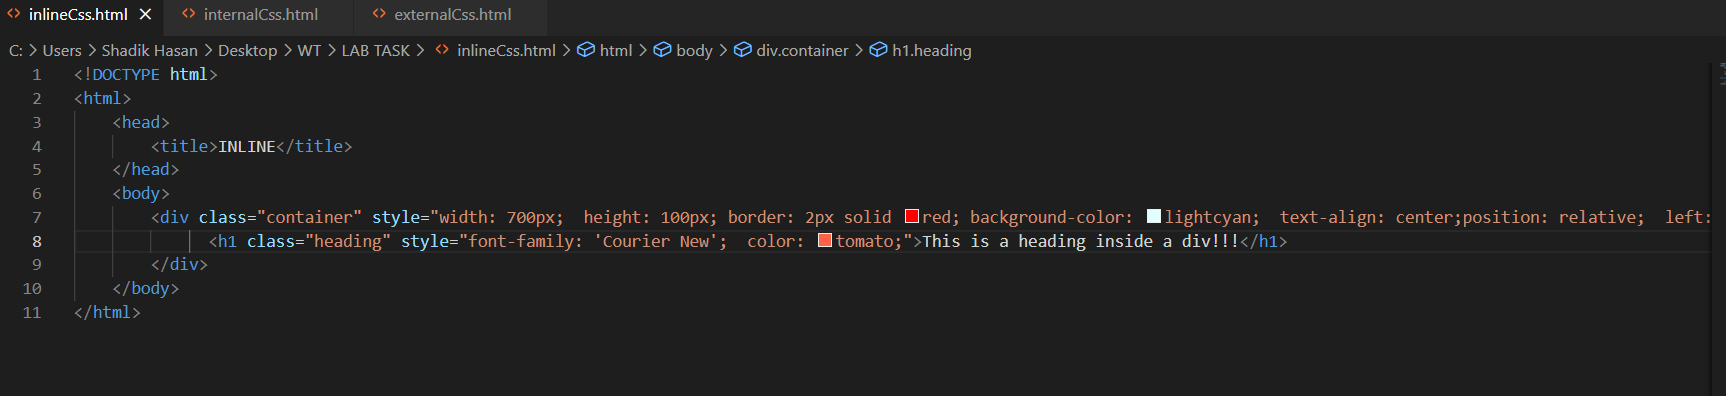 inlineCss.html internalCss.html externalCss.html
C: > Users > Shadik Hasan > Desktop > WT > LAB TASK > inlineCss.html > html > body > div.container > h1.heading
1 <!DOCTYPE html>
2 <html>
3 <head>
4 <title>INLINE</title>
5 </head>
6 <body>
7 <div class="container" style="width: 700px;  height: 100px; border: 2px solid red; background-color: lightcyan;  text-align: center;position: relative;  left:
8 <h1 class="heading" style="font-family: 'Courier New';  color: tomato;">This is a heading inside a div!!!</h1>
9 </div>
10 </body>
11 </html>